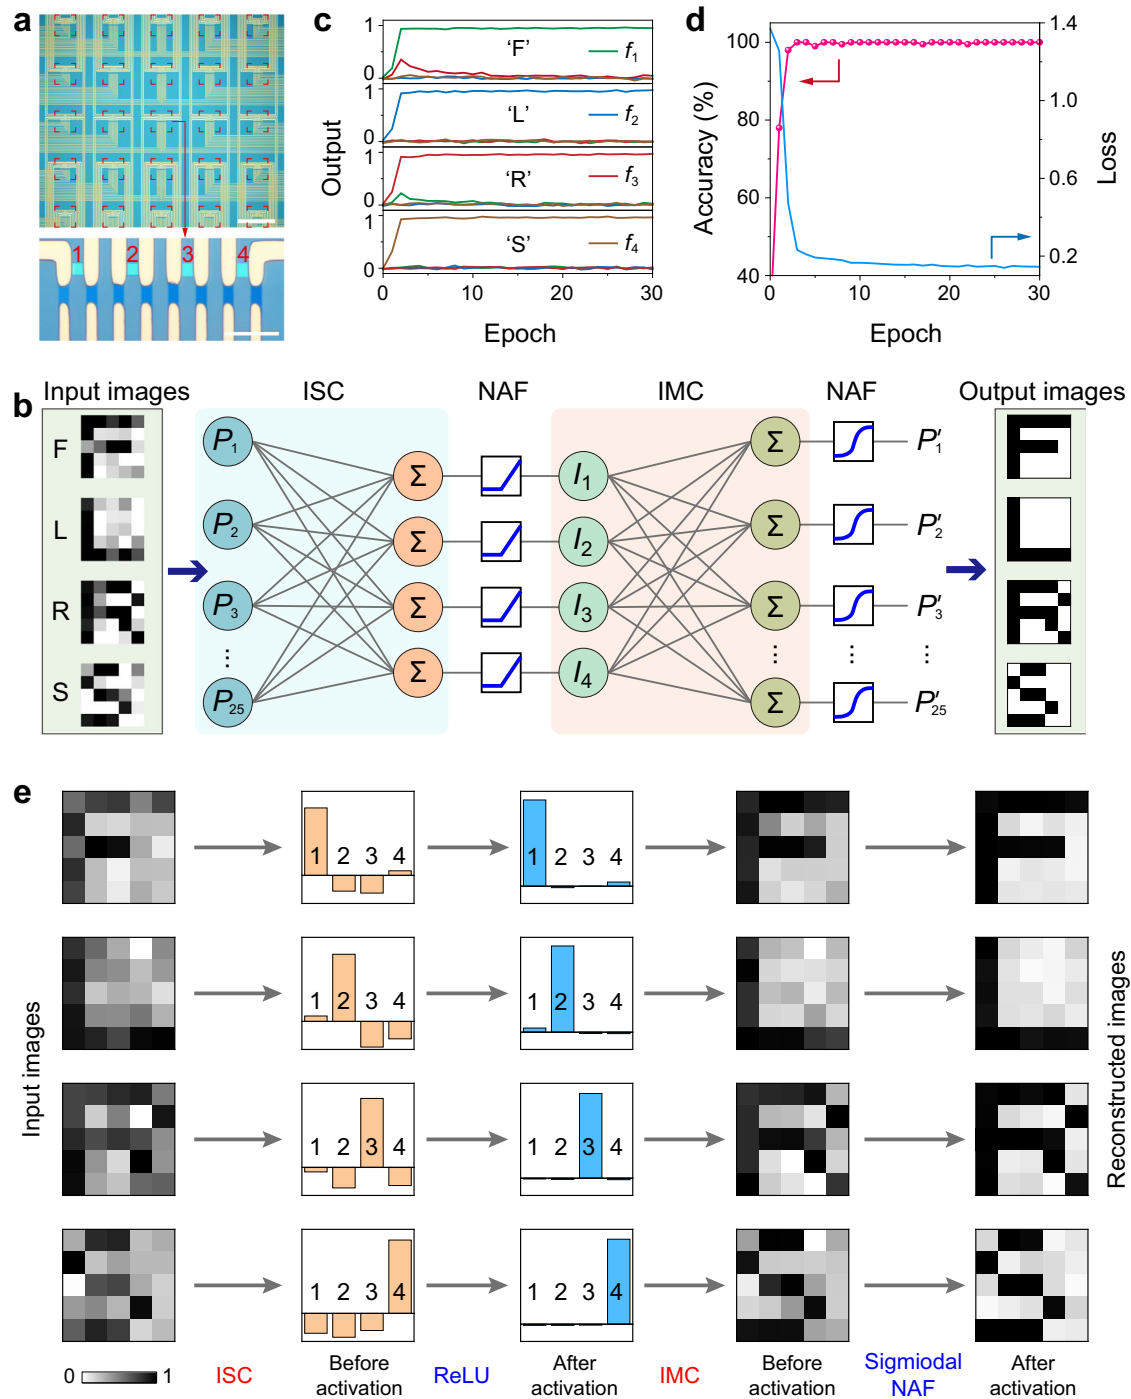 a
1 2 3 4
c
Output
1
0
'F'
f1
1
0
'L'
f2
1
0
'R'
f3
1
0
'S'
f4
0 10 20 30
Epoch
d
Accuracy (%)
100
80
60
40
1.4
1.0
0.6
0.2
Loss
0 10 20 30
Epoch
b
Input images ISC NAF IMC NAF Output images
F
L
R
S
P1
P2
P3
⋮
P25
Σ
Σ
Σ
Σ
I1
I2
I3
I4
Σ
Σ
Σ
⋮
Σ
⋮
P′1
P′2
P′3
⋮
P′25
e
Input images
1 2 3 4
1 2 3 4
1 2 3 4
1 2 3 4
1 2 3 4
1 2 3 4
1 2 3 4
1 2 3 4
Reconstructed images
0 1
ISC
Before
activation
ReLU
After
activation
IMC
Before
activation
Sigmiodal
NAF
After
activation